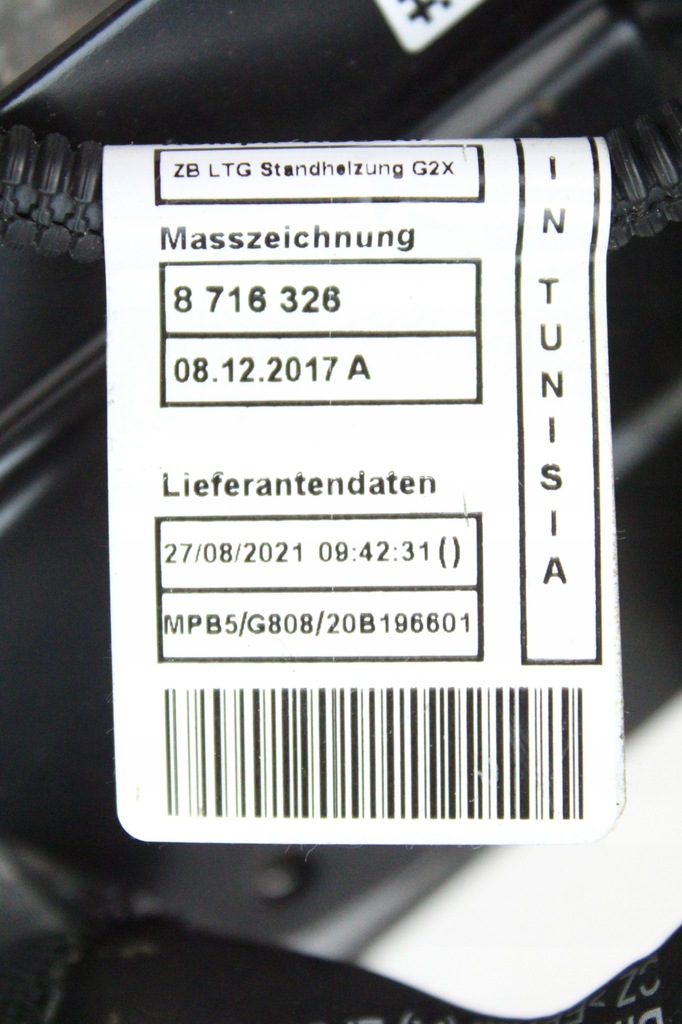 ZB LTG Standheizung G2X
Masszeichnung
8 716 326
08.12.2017 A
Lieferantendaten
27/08/2021 09:42:31 ()
MPB5/G808/20B196601
IN TUNISIA